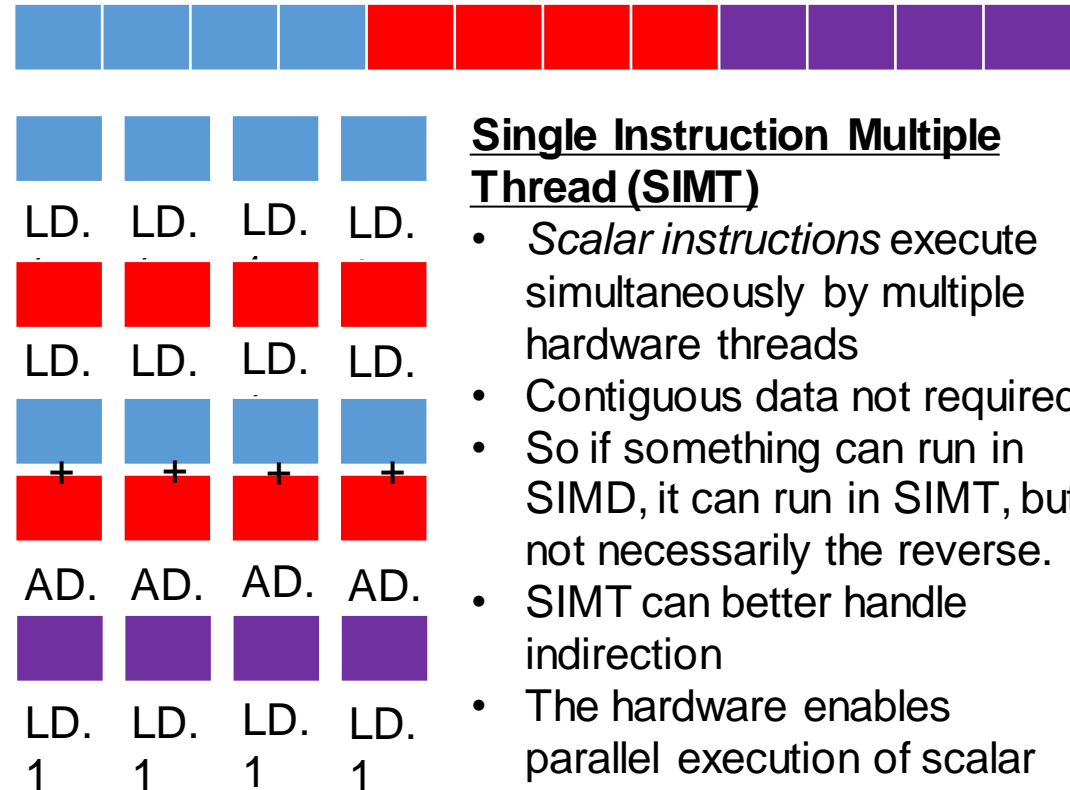 Single Instruction Multiple
Thread (SIMT)
• Scalar instructions execute
simultaneously by multiple
hardware threads
• Contiguous data not required
• So if something can run in
SIMD, it can run in SIMT, but
not necessarily the reverse.
• SIMT can better handle
indirection
• The hardware enables
parallel execution of scalar
LD. LD. LD. LD.
LD. LD. LD. LD.
+ + + +
AD. AD. AD. AD.
LD. LD. LD. LD.
1 1 1 1